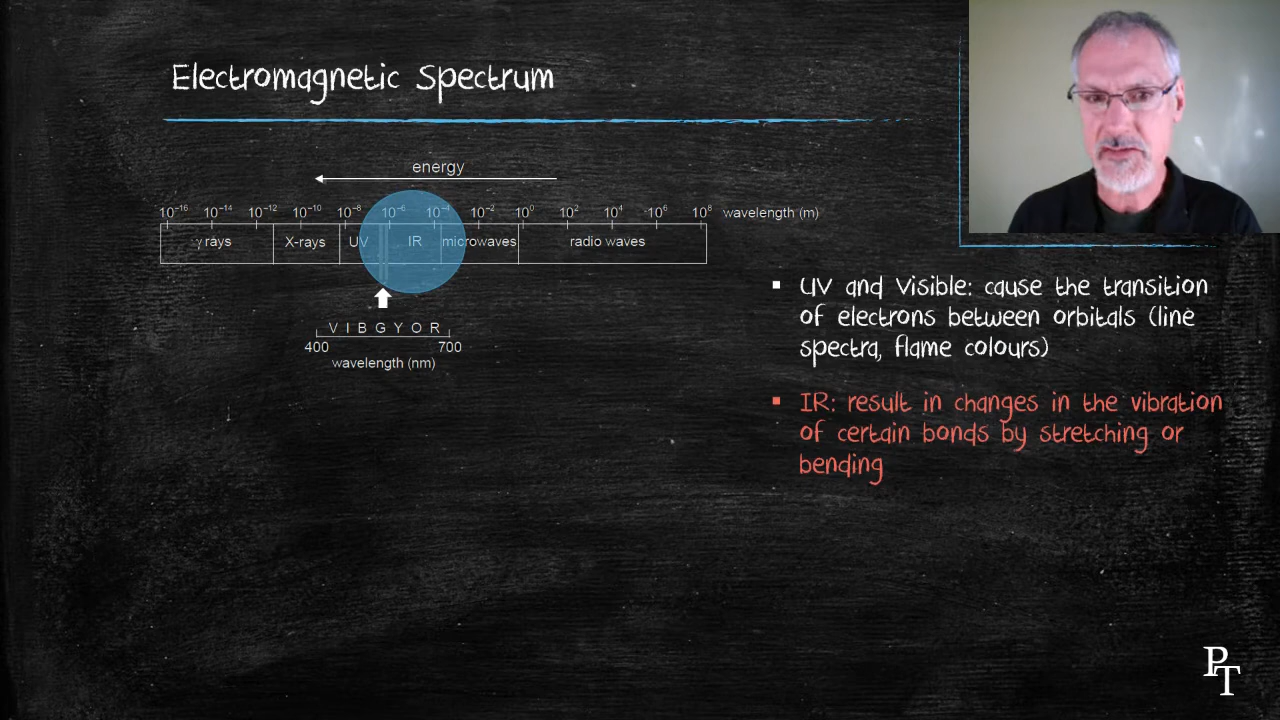 Electromagnetic Spectrum
energy
10⁻¹⁶ 10⁻¹⁴ 10⁻¹² 10⁻¹⁰ 10⁻⁸ 10⁻⁶ 10⁻⁴ 10⁻² 10⁰ 10² 10⁴ 10⁶ 10⁸ wavelength (m)
γ rays X-rays UV IR microwaves radio waves
V I B G Y O R
400 700
wavelength (nm)
▪ UV and Visible: cause the transition
of electrons between orbitals (line
spectra, flame colours)
▪ IR: result in changes in the vibration
of certain bonds by stretching or
bending
PT